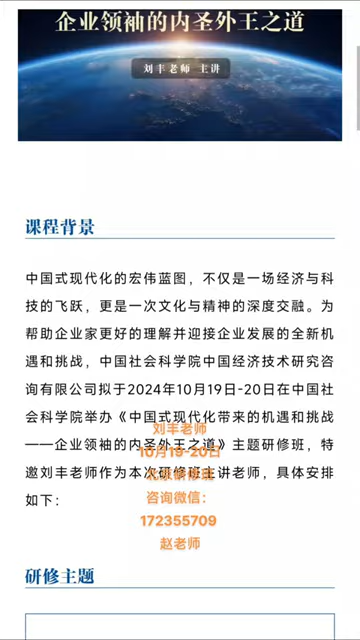 企业领袖的内圣外王之道
刘丰老师 主讲
课程背景
中国式现代化的宏伟蓝图，不仅是一场经济与科
技的飞跃，更是一次文化与精神的深度交融。为
帮助企业家更好的理解并迎接企业发展的全新机
遇和挑战，中国社会科学院中国经济技术研究咨
询有限公司拟于2024年10月19日-20日在中国社
会科学院举办《中国式现代化带来的机遇和挑战
——企业领袖的内圣外王之道》主题研修班，特
邀刘丰老师作为本次研修班主讲老师，具体安排
如下：
刘丰老师
10月19-20日
北京研修班
咨询微信：
172355709
赵老师
研修主题